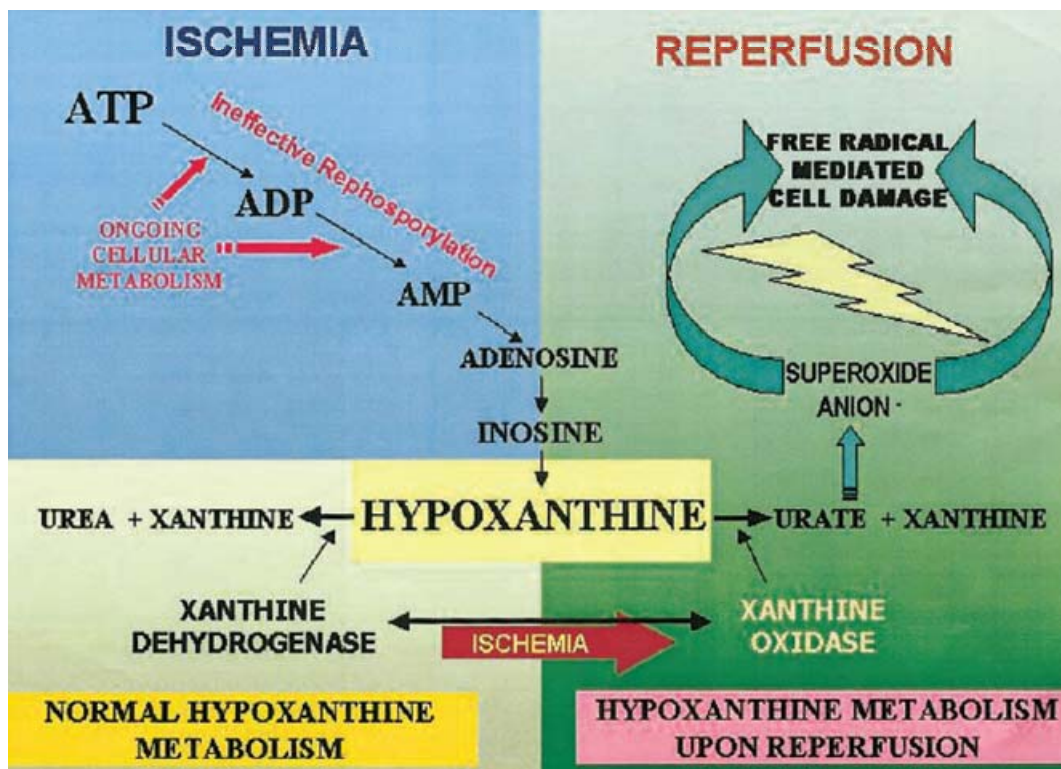 ISCHEMIA
ATP
Ineffective Rephosporylation
ADP
ONGOING
CELLULAR
METABOLISM
AMP
ADENOSINE
INOSINE
REPERFUSION
FREE RADICAL
MEDIATED
CELL DAMAGE
SUPEROXIDE
ANION -
UREA + XANTHINE
HYPOXANTHINE
URATE + XANTHINE
XANTHINE
DEHYDROGENASE
ISCHEMIA
XANTHINE
OXIDASE
NORMAL HYPOXANTHINE
METABOLISM
HYPOXANTHINE METABOLISM
UPON REPERFUSION